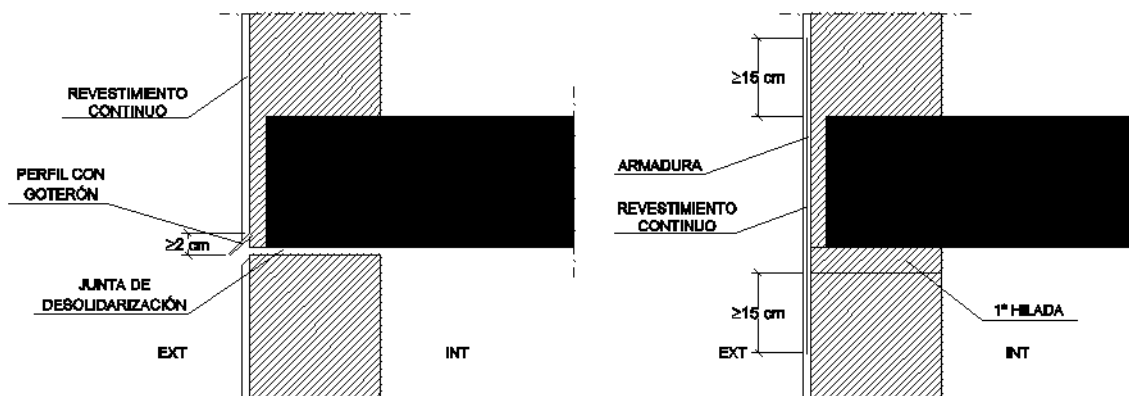 REVESTIMIENTO
CONTINUO
PERFIL CON
GOTERÓN
≥2 cm
JUNTA DE
DESOLIDARIZACIÓN
EXT
INT
≥15 cm
ARMADURA
REVESTIMIENTO
CONTINUO
≥15 cm
1ª HILADA
EXT
INT